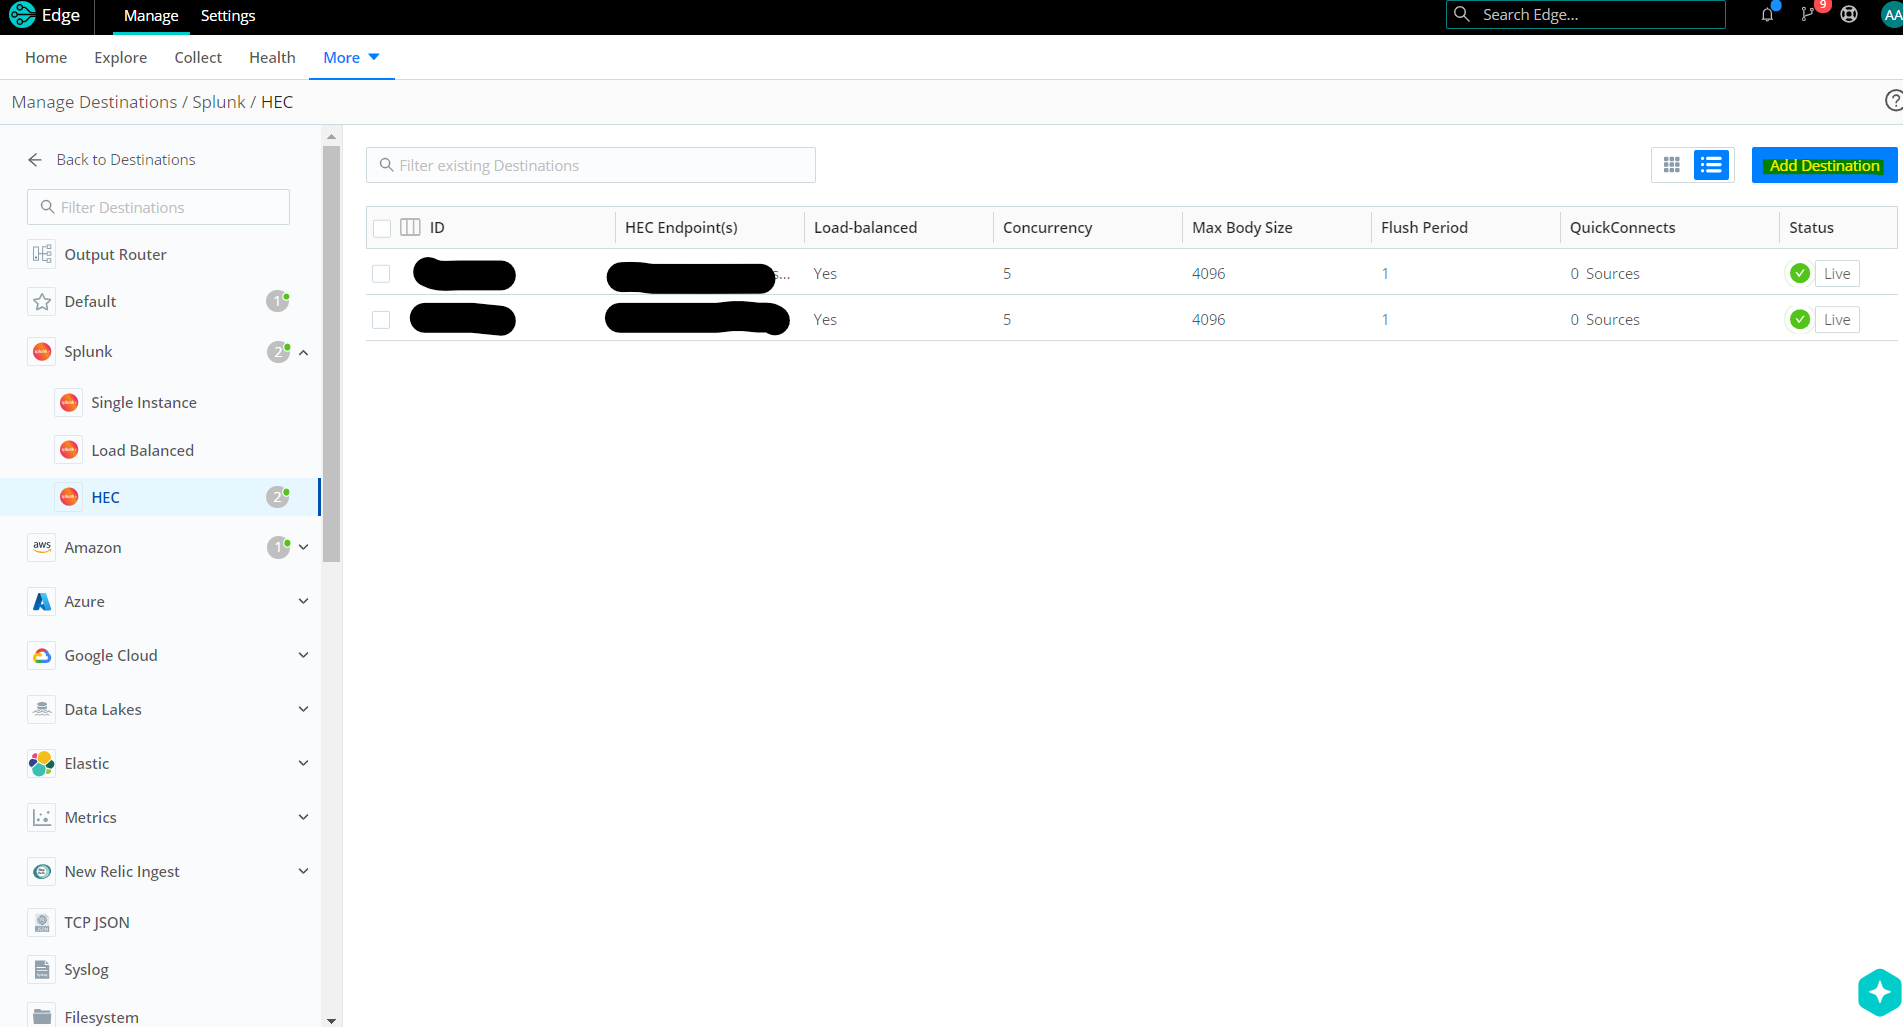 Edge Manage Settings Search Edge... 9 AA
Home Explore Collect Health More
Manage Destinations / Splunk / HEC
Back to Destinations
Filter existing Destinations
Add Destination
Filter Destinations
ID HEC Endpoint(s) Load-balanced Concurrency Max Body Size Flush Period QuickConnects Status
s... Yes 5 4096 1 0 Sources Live
Yes 5 4096 1 0 Sources Live
Output Router
Default 1
Splunk 2
Single Instance
Load Balanced
HEC 2
aws Amazon 1
Azure
Google Cloud
Data Lakes
Elastic
Metrics
New Relic Ingest
TCP JSON
Syslog
Filesystem